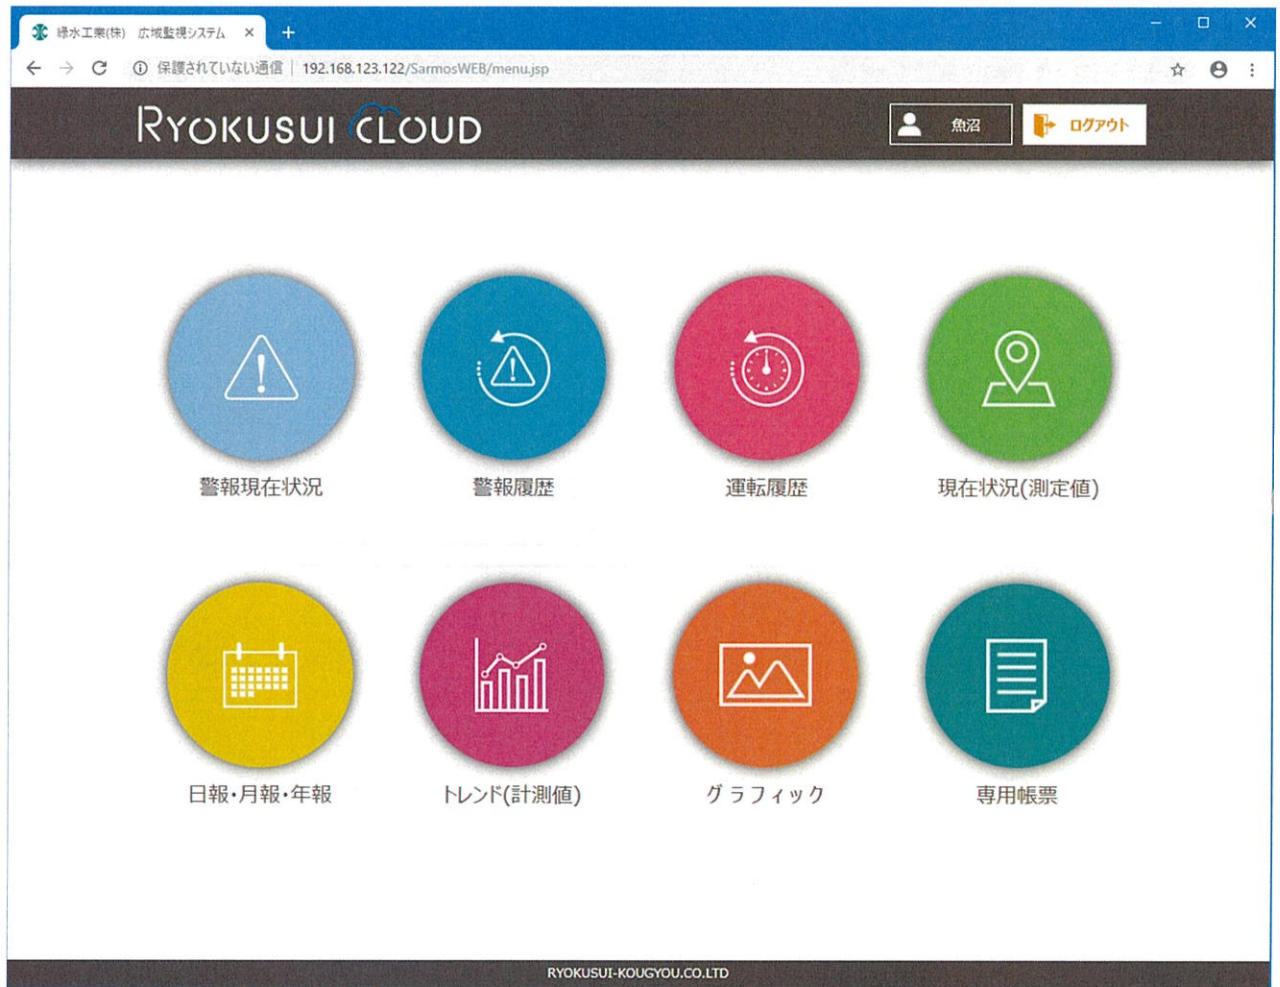 緑水工業(株) 広域監視システム
保護されていない通信 | 192.168.123.122/SarmosWEB/menu.jsp
RYOKUSUI CLOUD
魚沼
ログアウト
警報現在状況
警報履歴
運転履歴
現在状況(測定値)
日報・月報・年報
トレンド(計測値)
グラフィック
専用帳票
RYOKUSUI-KOUGYOU.CO.LTD